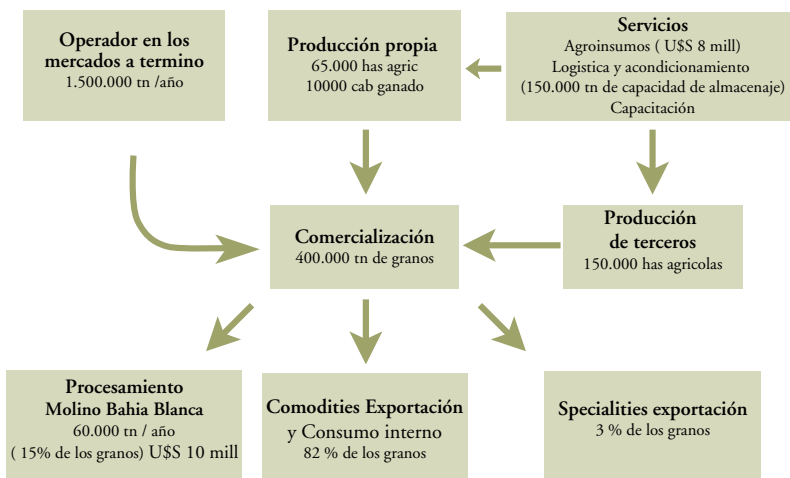 Operador en los
mercados a termino
1.500.000 tn /año
Producción propia
65.000 has agric
10000 cab ganado
Servicios
Agroinsumos ( U$S 8 mill)
Logistica y acondicionamiento
(150.000 tn de capacidad de almacenaje)
Capacitación
Comercialización
400.000 tn de granos
Producción
de terceros
150.000 has agricolas
Procesamiento
Molino Bahia Blanca
60.000 tn / año
( 15% de los granos) U$S 10 mill
Comodities Exportación
y Consumo interno
82 % de los granos
Specialities exportación
3 % de los granos